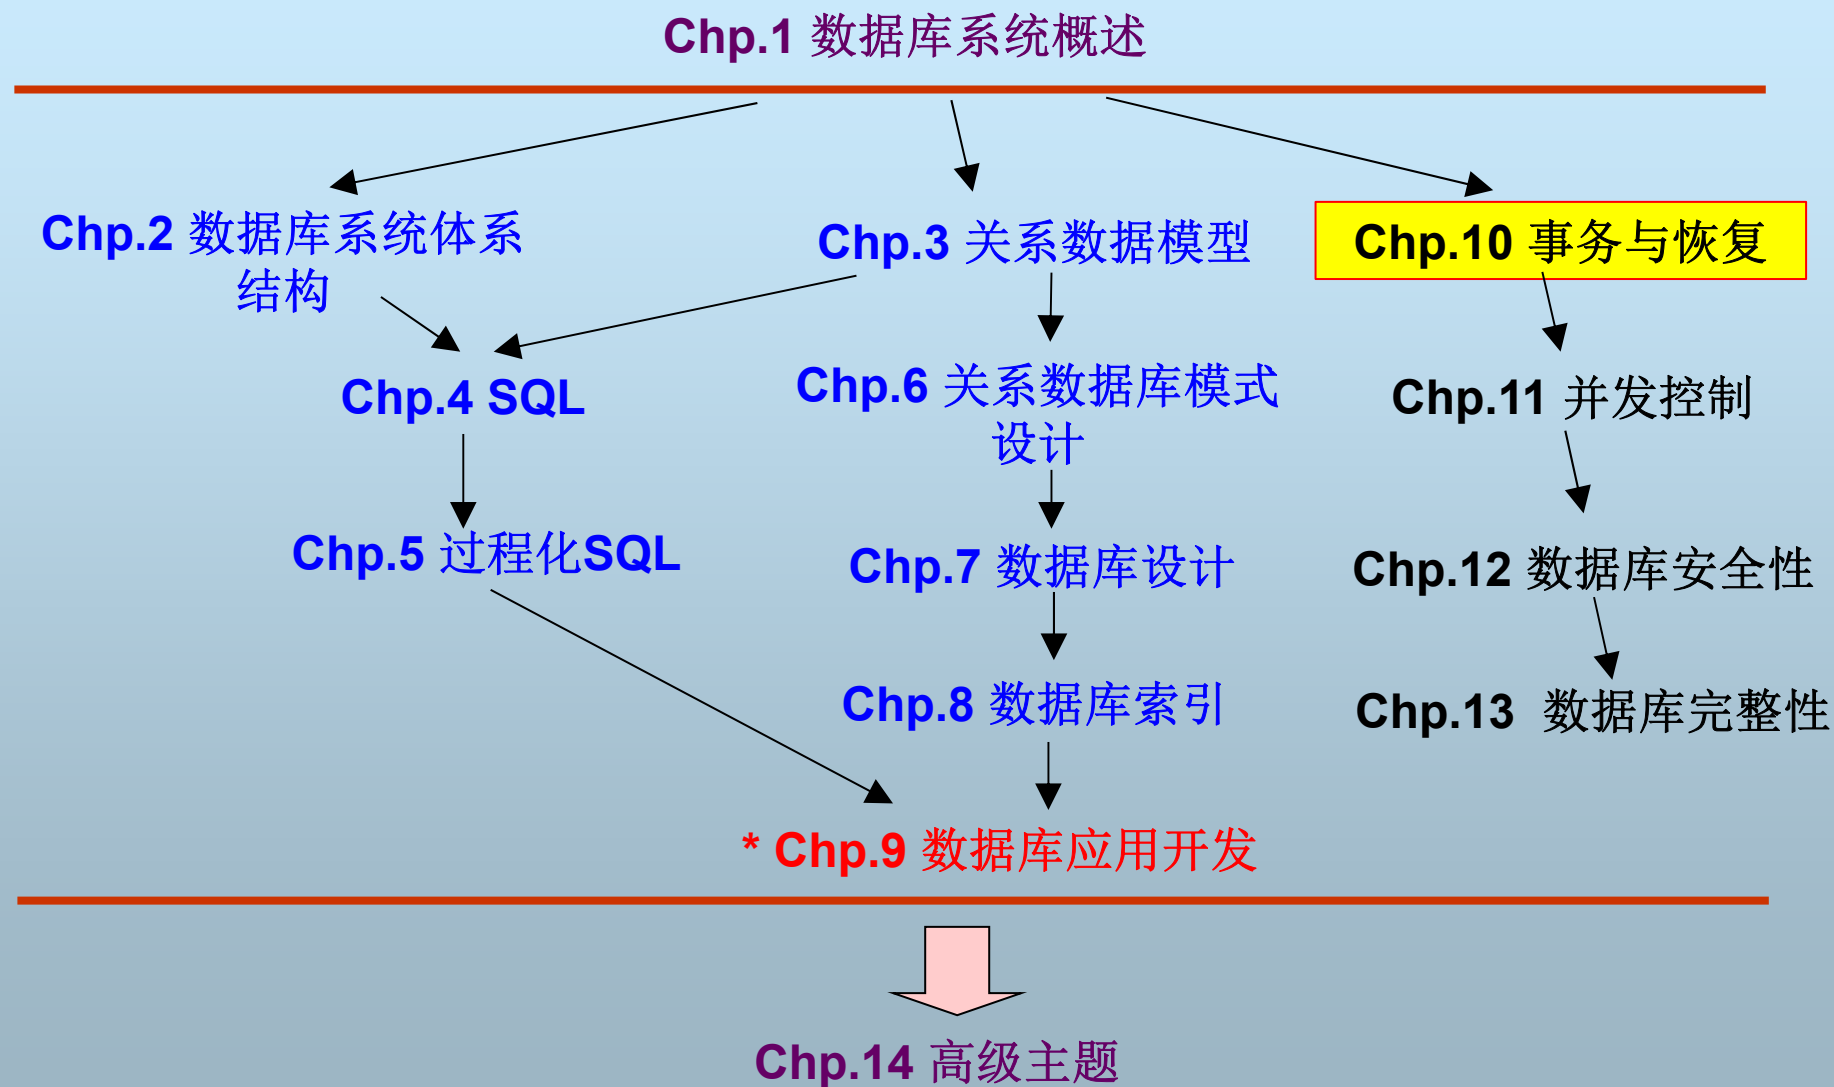 Chp.1 数据库系统概述
Chp.2 数据库系统体系
结构
Chp.3 关系数据模型
Chp.10 事务与恢复
Chp.4 SQL
Chp.6 关系数据库模式
设计
Chp.11 并发控制
Chp.5 过程化SQL
Chp.7 数据库设计
Chp.12 数据库安全性
Chp.8 数据库索引
Chp.13 数据库完整性
* Chp.9 数据库应用开发
Chp.14 高级主题